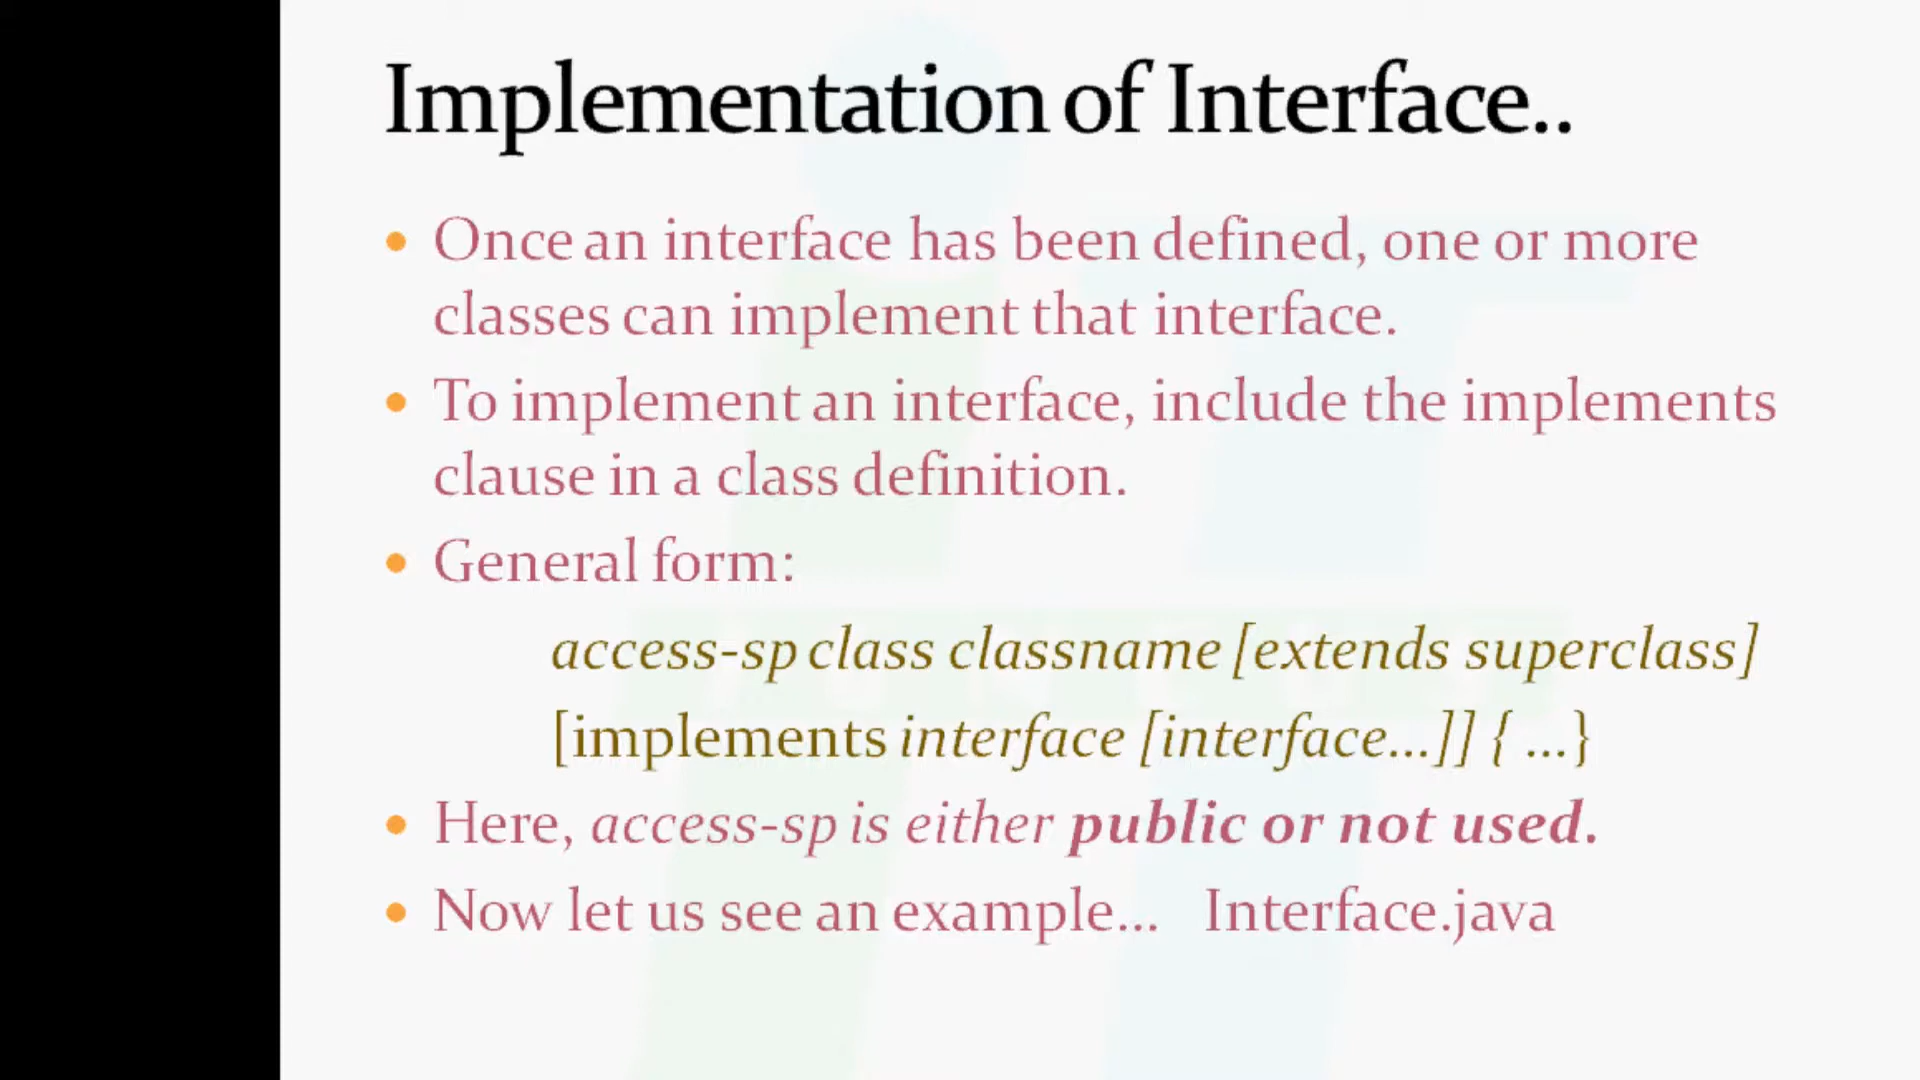 Implementation of Interface..
• Once an interface has been defined, one or more
classes can implement that interface.
• To implement an interface, include the implements
clause in a class definition.
• General form:
access-sp class classname [extends superclass]
[implements interface [interface...]] { ...}
• Here, access-sp is either public or not used.
• Now let us see an example... Interface.java